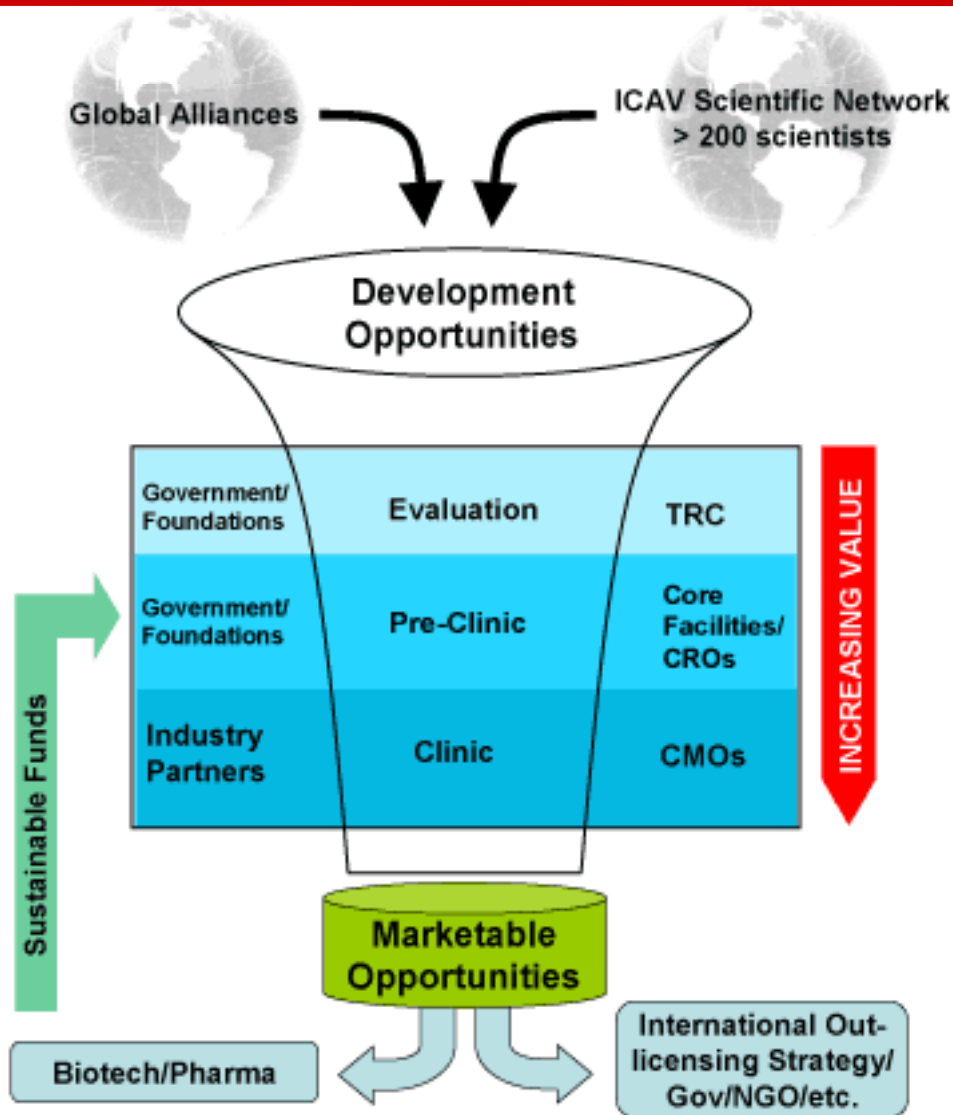 Global Alliances
ICAV Scientific Network
> 200 scientists
Development
Opportunities
Government/
Foundations
Evaluation
TRC
Government/
Foundations
Pre-Clinic
Core
Facilities/
CROs
Industry
Partners
Clinic
CMOs
INCREASING VALUE
Sustainable Funds
Marketable
Opportunities
Biotech/Pharma
International Out-
licensing Strategy/
Gov/NGO/etc.